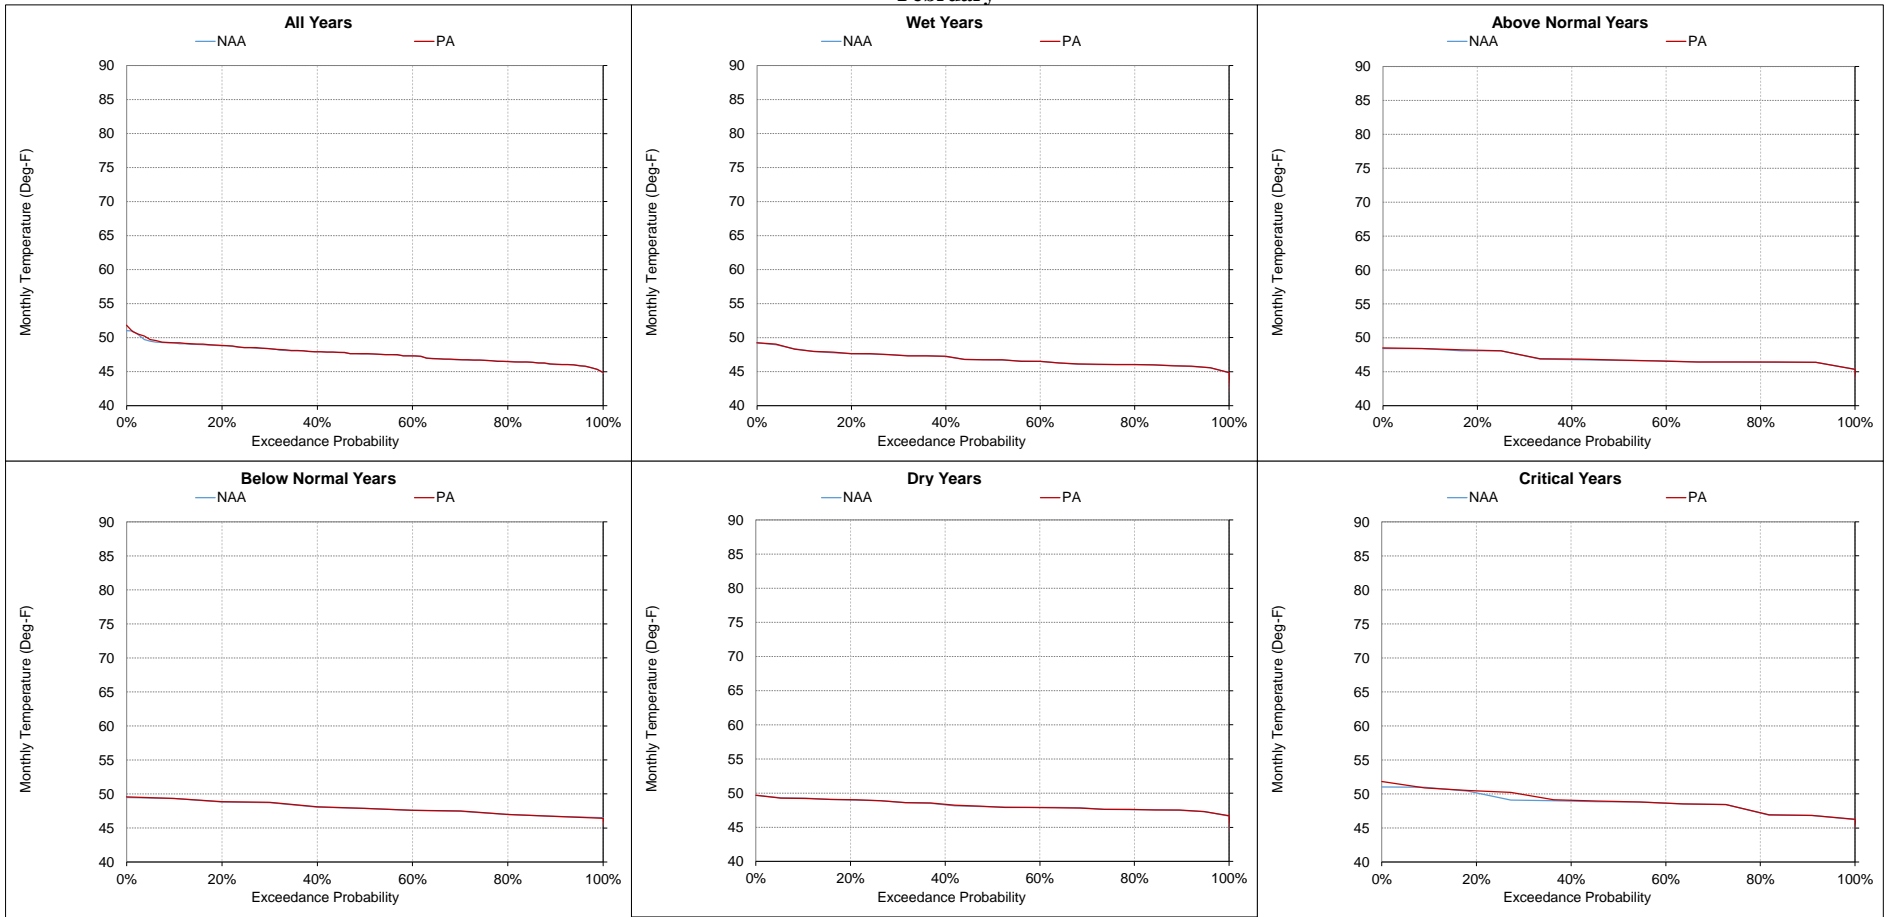 All Years
NAA PA
90
85
80
75
70
65
60
55
50
45
40
Monthly Temperature (Deg-F)
0% 20% 40% 60% 80% 100%
Exceedance Probability
Wet Years
NAA PA
90
85
80
75
70
65
60
55
50
45
40
Monthly Temperature (Deg-F)
0% 20% 40% 60% 80% 100%
Exceedance Probability
Above Normal Years
NAA PA
90
85
80
75
70
65
60
55
50
45
40
Monthly Temperature (Deg-F)
0% 20% 40% 60% 80% 100%
Exceedance Probability
Below Normal Years
NAA PA
90
85
80
75
70
65
60
55
50
45
40
Monthly Temperature (Deg-F)
0% 20% 40% 60% 80% 100%
Exceedance Probability
Dry Years
NAA PA
90
85
80
75
70
65
60
55
50
45
40
Monthly Temperature (Deg-F)
0% 20% 40% 60% 80% 100%
Exceedance Probability
Critical Years
NAA PA
90
85
80
75
70
65
60
55
50
45
40
Monthly Temperature (Deg-F)
0% 20% 40% 60% 80% 100%
Exceedance Probability